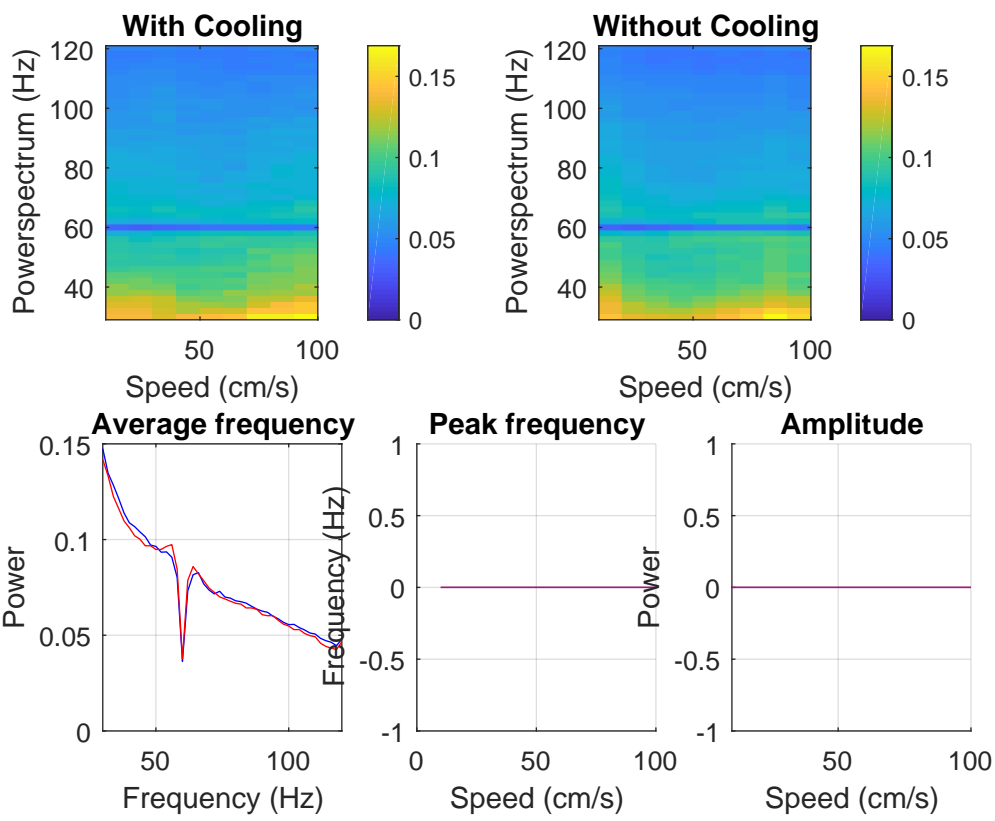 With Cooling
Powerspectrum (Hz)
120
100
80
60
40
50
100
Speed (cm/s)
0.15
0.1
0.05
0
Without Cooling
Powerspectrum (Hz)
120
100
80
60
40
50
100
Speed (cm/s)
0.15
0.1
0.05
0
Average frequency
Power
0.15
0.1
0.05
0
50
100
Frequency (Hz)
Peak frequency
Frequency (Hz)
1
0.5
0
-0.5
-1
0
50
100
Speed (cm/s)
Amplitude
Power
1
0.5
0
-0.5
-1
50
100
Speed (cm/s)